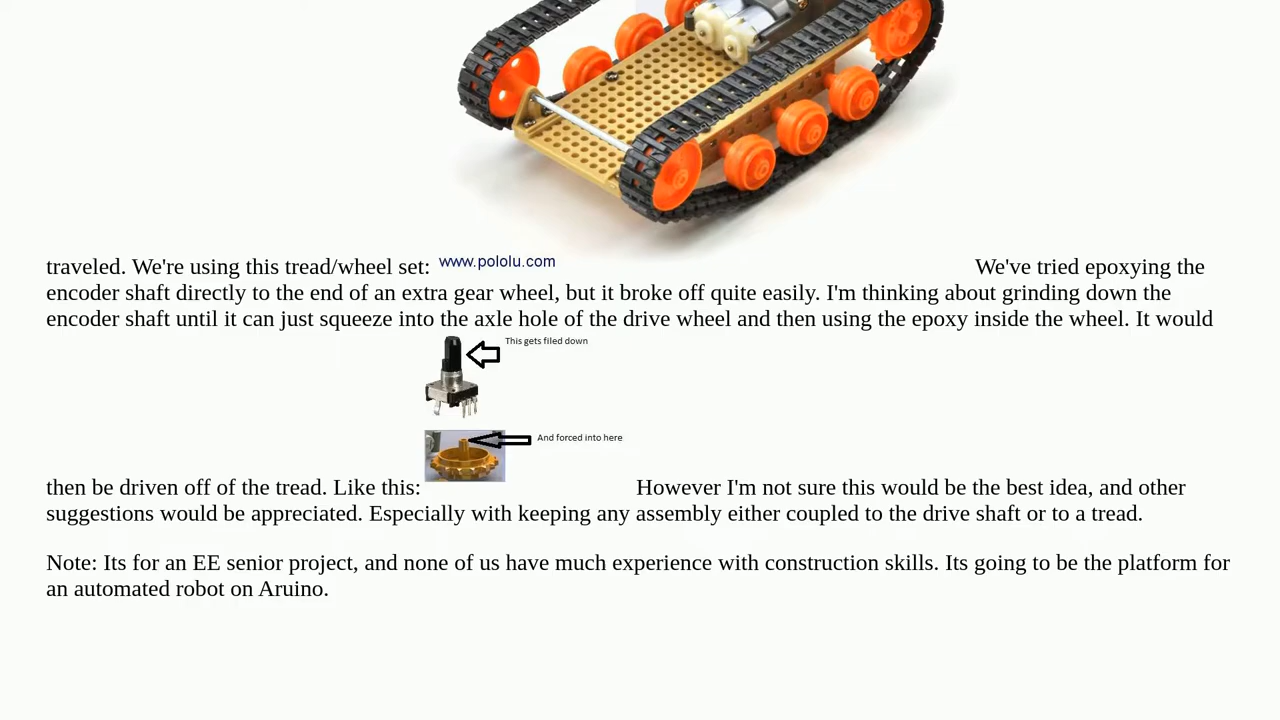 traveled. We're using this tread/wheel set: www.pololu.com We've tried epoxying the
encoder shaft directly to the end of an extra gear wheel, but it broke off quite easily. I'm thinking about grinding down the
encoder shaft until it can just squeeze into the axle hole of the drive wheel and then using the epoxy inside the wheel. It would
This gets filed down
And forced into here
then be driven off of the tread. Like this: However I'm not sure this would be the best idea, and other
suggestions would be appreciated. Especially with keeping any assembly either coupled to the drive shaft or to a tread.
Note: Its for an EE senior project, and none of us have much experience with construction skills. Its going to be the platform for
an automated robot on Aruino.